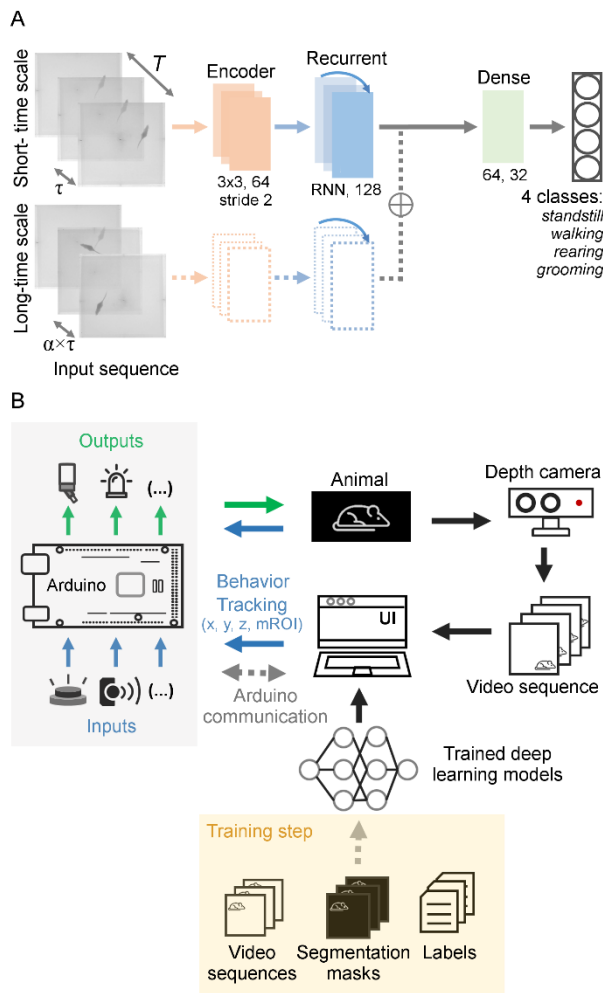 A
Short- time scale
T
τ
Encoder
3x3, 64
stride 2
Recurrent
RNN, 128
Dense
64, 32
4 classes:
standstill
walking
rearing
grooming
Long-time scale
α×τ
Input sequence
B
Outputs
(...)
Arduino
(...)
Inputs
Animal
Depth camera
Behavior
Tracking
(x, y, z, mROI)
UI
Video sequence
Arduino
communication
Trained deep
learning models
Training step
Video
sequences
Segmentation
masks
Labels